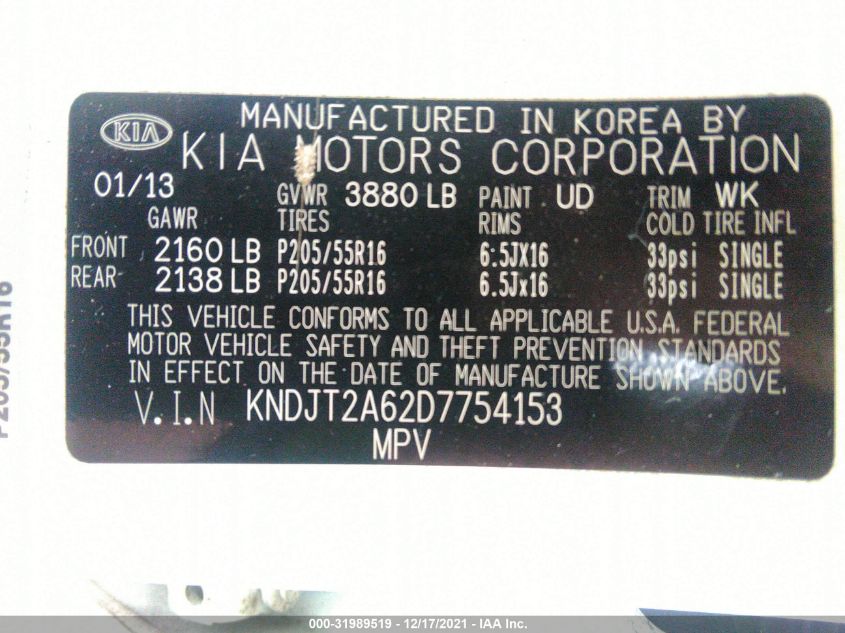 MANUFACTURED IN KOREA BY
KIA KIA MOTORS CORPORATION
01/13 GVWR 3880 LB PAINT UD TRIM WK
GAWR TIRES RIMS COLD TIRE INFL
FRONT 2160 LB P205/55R16 6.5JX16 33psi SINGLE
REAR 2138 LB P205/55R16 6.5Jx16 33psi SINGLE
THIS VEHICLE CONFORMS TO ALL APPLICABLE U.S.A. FEDERAL
MOTOR VEHICLE SAFETY AND THEFT PREVENTION STANDARDS
IN EFFECT ON THE DATE OF MANUFACTURE SHOWN ABOVE.
V.I.N KNDJT2A62D7754153
MPV
P205/55R16
000-31989519 - 12/17/2021 - IAA Inc.